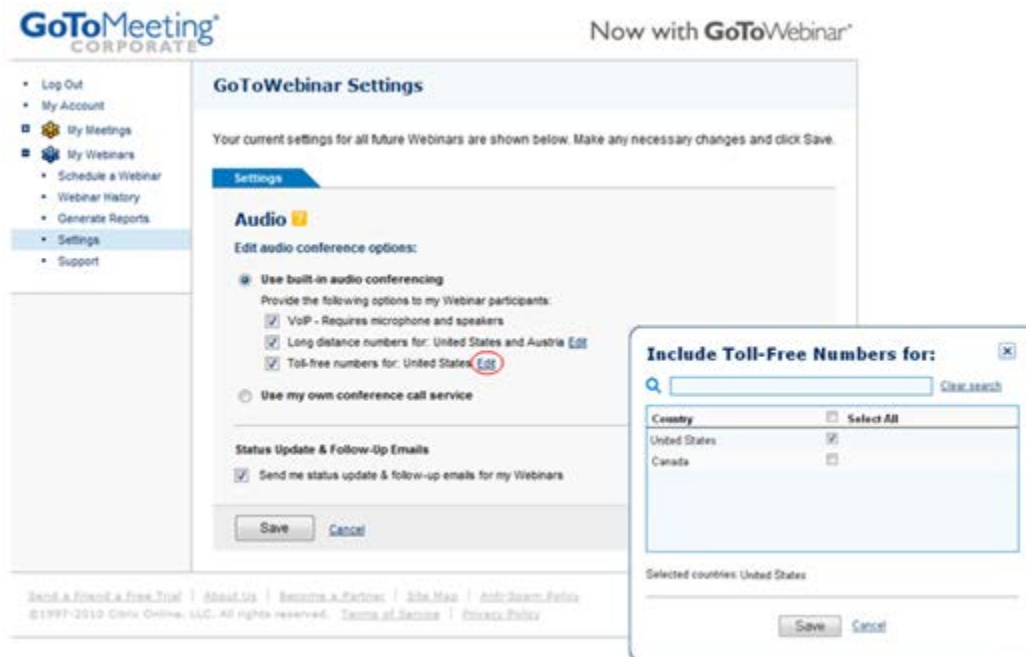 GoToMeeting®
CORPORATE
Now with GoToWebinar®
Log Out
My Account
My Meetings
My Webinars
Schedule a Webinar
Webinar History
Generate Reports
Settings
Support
GoToWebinar Settings
Your current settings for all future Webinars are shown below. Make any necessary changes and click Save.
Settings
Audio ?
Edit audio conference options:
Use built-in audio conferencing
Provide the following options to my Webinar participants:
VoIP - Requires microphone and speakers
Long distance numbers for: United States and Austria Edit
Toll-free numbers for: United States Edit
Use my own conference call service
Status Update & Follow-Up Emails
Send me status update & follow-up emails for my Webinars
Save Cancel
Include Toll-Free Numbers for:
Clear search
Country Select All
United States
Canada
Selected countries: United States
Save Cancel
Send a Friend a Free Trial | About Us | Become a Partner | Site Map | Anti-Spam Policy
©1997-2010 Citrix Online, LLC. All rights reserved. Terms of Service | Privacy Policy